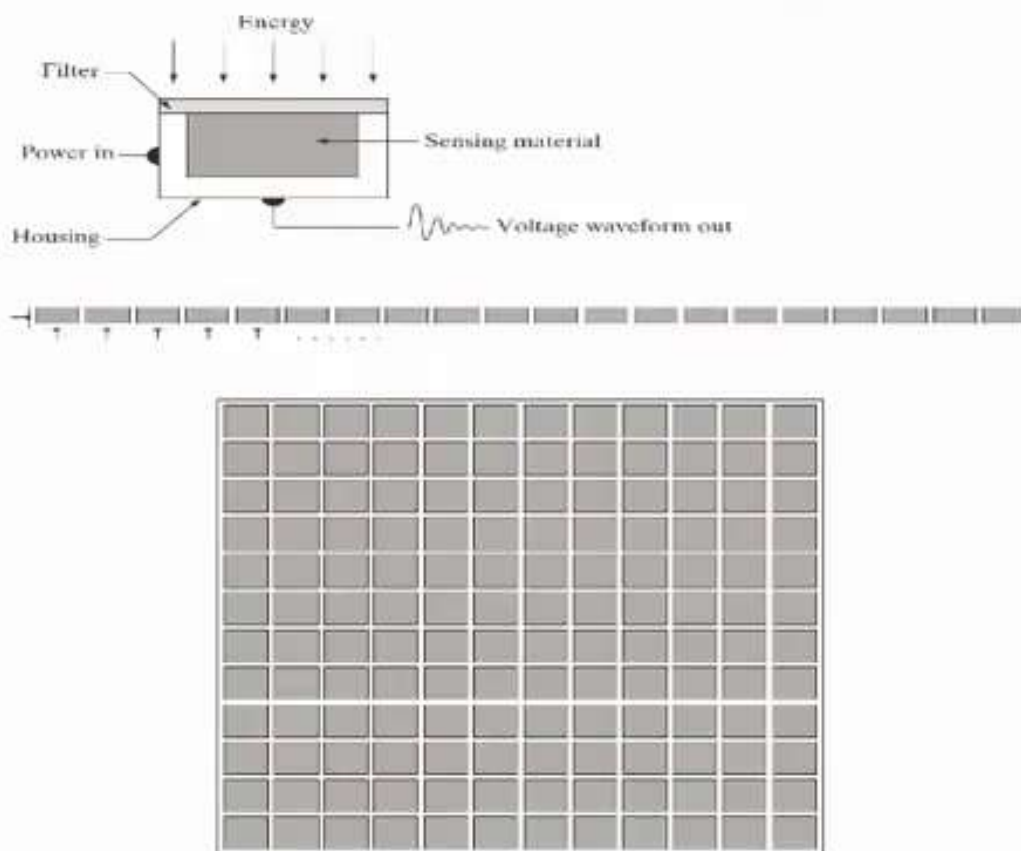 Energy
Filter
Power in
Sensing material
Housing
Voltage waveform out